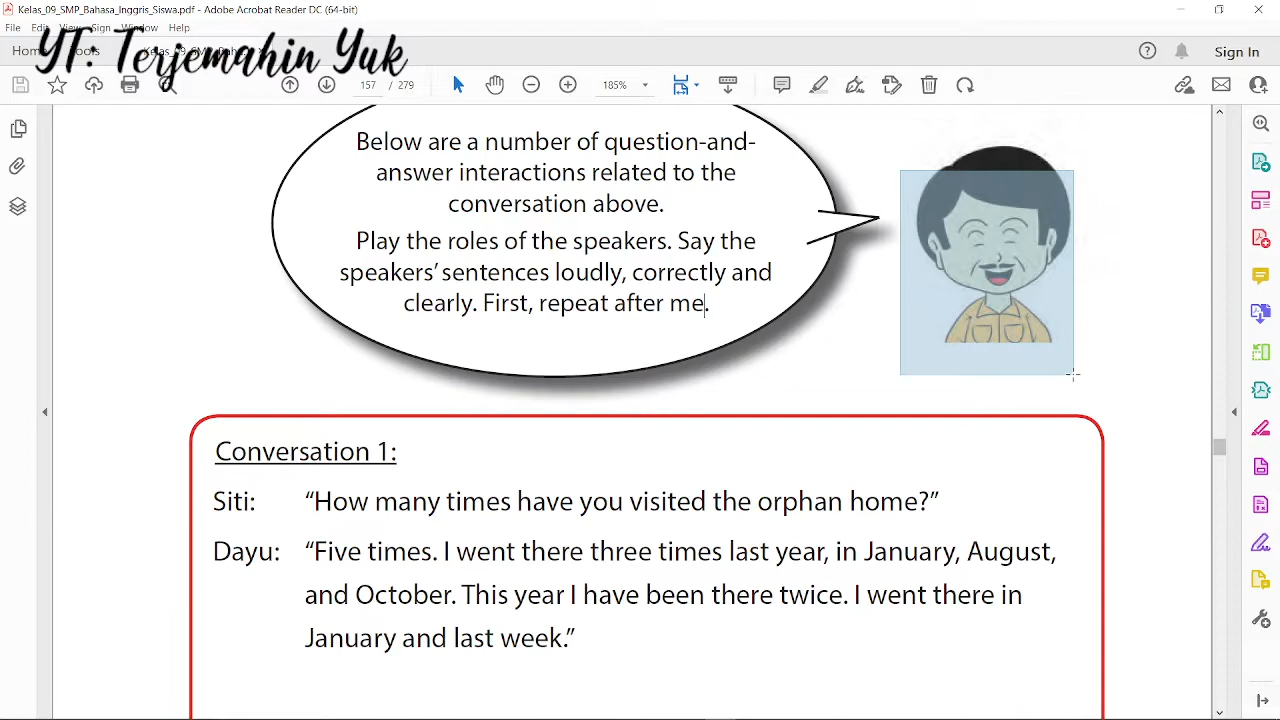 Kelas_09_SMP_Bahasa_Inggris_Siswa.pdf - Adobe Acrobat Reader DC (64-bit)
File Edit View Sign Window Help
YT: Terjemahin Yuk
Sign In
157 / 279
185%
Below are a number of question-and-
answer interactions related to the
conversation above.
Play the roles of the speakers. Say the
speakers’ sentences loudly, correctly and
clearly. First, repeat after me.
Conversation 1:
Siti: “How many times have you visited the orphan home?”
Dayu: “Five times. I went there three times last year, in January, August,
and October. This year I have been there twice. I went there in
January and last week.”